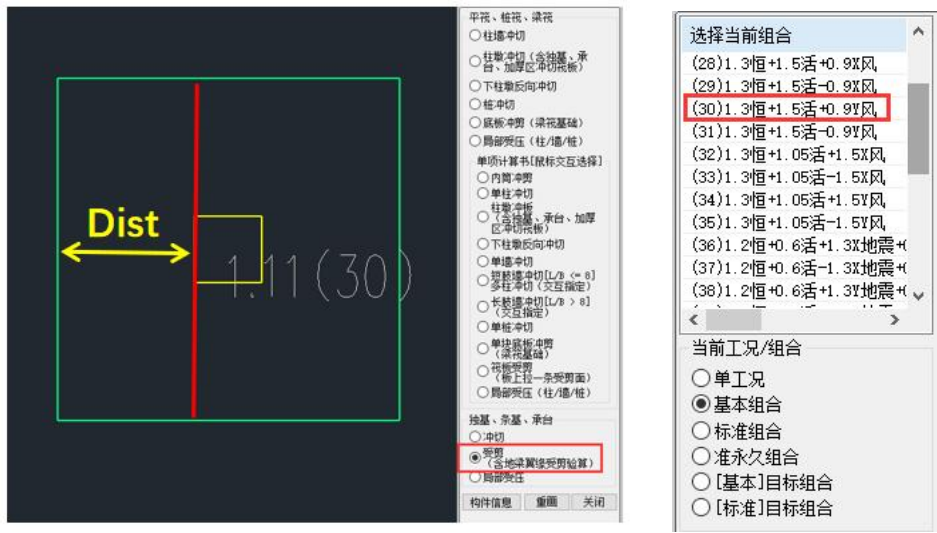 Dist
1.11(30)
平筏、桩筏、梁筏
柱墙冲切
柱墩冲切(含独基、承
台、加厚区冲切筏板)
下柱墩反向冲切
桩冲切
底板冲剪(梁筏基础)
局部受压(柱/墙/桩)
单项计算书[鼠标交互选择]
内筒冲剪
单柱冲切
柱墩冲板
(含独基、承台、加厚
区冲切筏板)
下柱墩反向冲切
单墙冲切
短肢墙冲切[L/B <= 8]
多柱冲切(交互指定)
长肢墙冲切[L/B > 8]
(交互指定)
单桩冲切
单块底板冲剪
(梁筏基础)
筏板受剪
(板上拉一条受剪面)
局部受压(柱/墙/桩)
独基、条基、承台
冲切
受剪
(含地梁翼缘受剪验算)
局部受压
构件信息 重画 关闭
选择当前组合
(28)1.3恒+1.5活+0.9X风
(29)1.3恒+1.5活-0.9X风
(30)1.3恒+1.5活+0.9Y风
(31)1.3恒+1.5活-0.9Y风
(32)1.3恒+1.05活+1.5X风
(33)1.3恒+1.05活-1.5X风
(34)1.3恒+1.05活+1.5Y风
(35)1.3恒+1.05活-1.5Y风
(36)1.2恒+0.6活+1.3X地震+0
(37)1.2恒+0.6活-1.3X地震+0
(38)1.2恒+0.6活+1.3Y地震+0
当前工况/组合
单工况
基本组合
标准组合
准永久组合
[基本]目标组合
[标准]目标组合